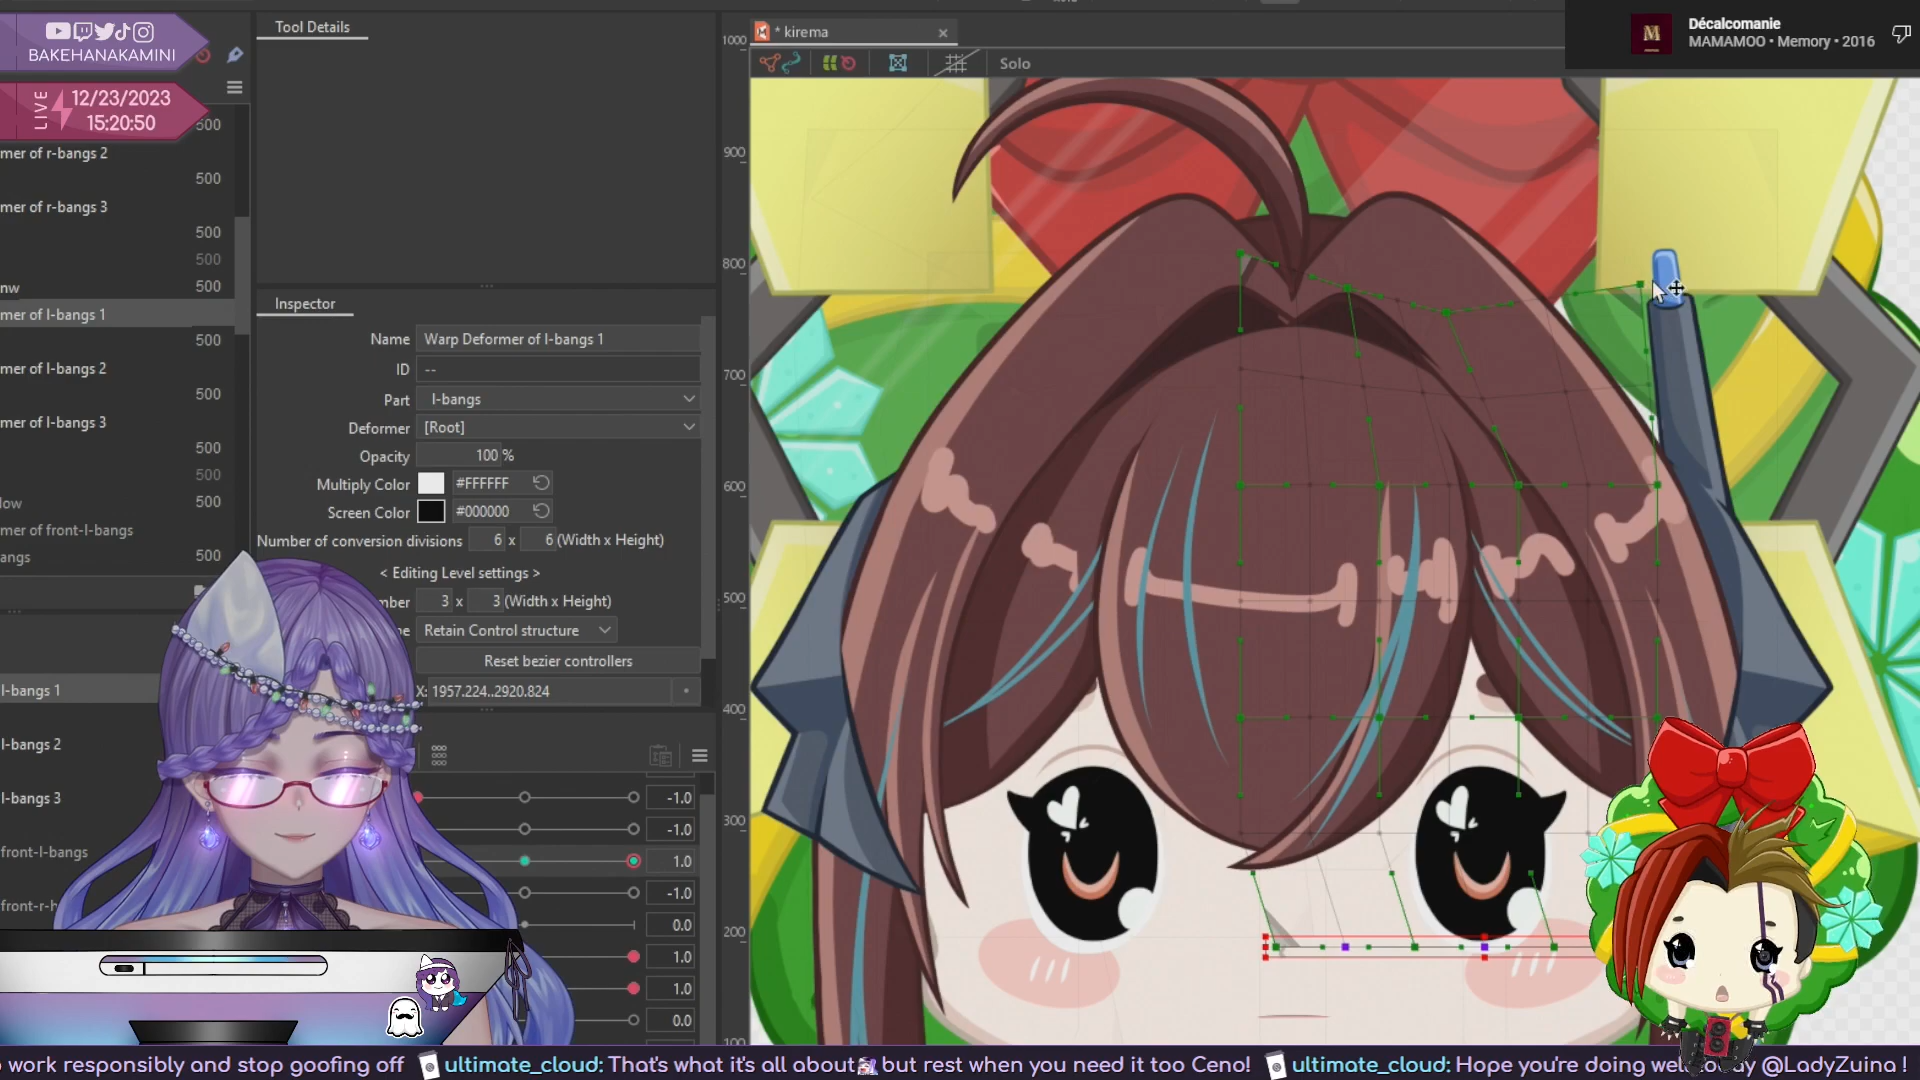 BAKEHANAKAMINI
LIVE
12/23/2023
15:20:50
500
mer of r-bangs 2
500
mer of r-bangs 3
500
500
nw
500
mer of l-bangs 1
500
mer of l-bangs 2
500
mer of l-bangs 3
500
500
low
500
mer of front-l-bangs
angs
500
l-bangs 1
l-bangs 2
l-bangs 3
front-l-bangs
front-r-b
Tool Details
Inspector
Name
Warp Deformer of l-bangs 1
ID
--
Part
l-bangs
Deformer
[Root]
Opacity
100 %
Multiply Color
#FFFFFF
Screen Color
#000000
Number of conversion divisions
6 x 6 (Width x Height)
< Editing Level settings >
mber
3 x 3 (Width x Height)
Retain Control structure
Reset bezier controllers
X: 1957.224..2920.824
-1.0
-1.0
1.0
-1.0
0.0
1.0
1.0
0.0
* kirema
Solo
1000
900
800
700
600
500
400
300
200
100
Décalcomanie
MAMAMOO • Memory • 2016
work responsibly and stop goofing off
ultimate_cloud: That's what it's all about but rest when you need it too Ceno!
ultimate_cloud: Hope you're doing well @LadyZuina !